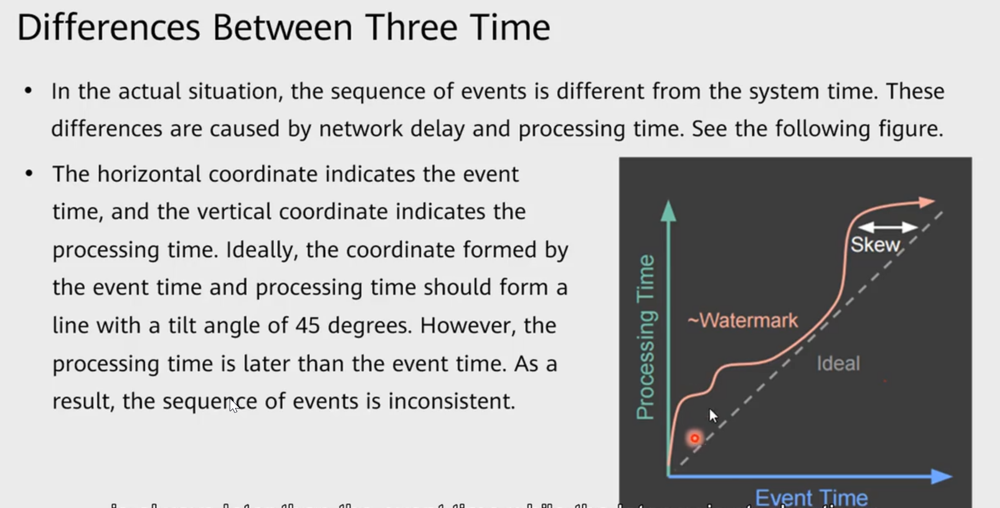 Differences Between Three Time
• In the actual situation, the sequence of events is different from the system time. These
differences are caused by network delay and processing time. See the following figure.
• The horizontal coordinate indicates the event
time, and the vertical coordinate indicates the
processing time. Ideally, the coordinate formed by
the event time and processing time should form a
line with a tilt angle of 45 degrees. However, the
processing time is later than the event time. As a
result, the sequence of events is inconsistent.
Skew
Processing Time
~Watermark
Ideal
Event Time